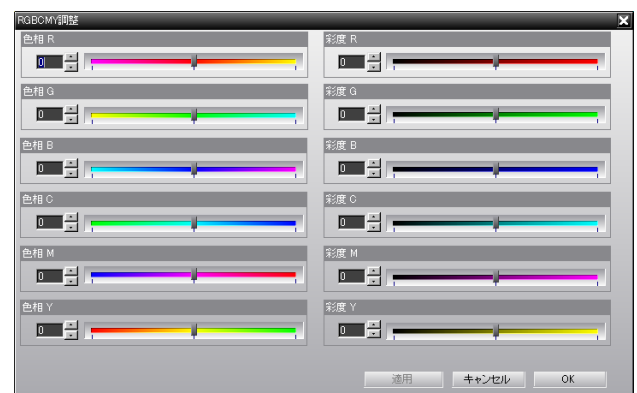 RGBCMY調整
色相 R
0
彩度 R
0
色相 G
0
彩度 G
0
色相 B
0
彩度 B
0
色相 C
0
彩度 C
0
色相 M
0
彩度 M
0
色相 Y
0
彩度 Y
0
適用 キャンセル OK